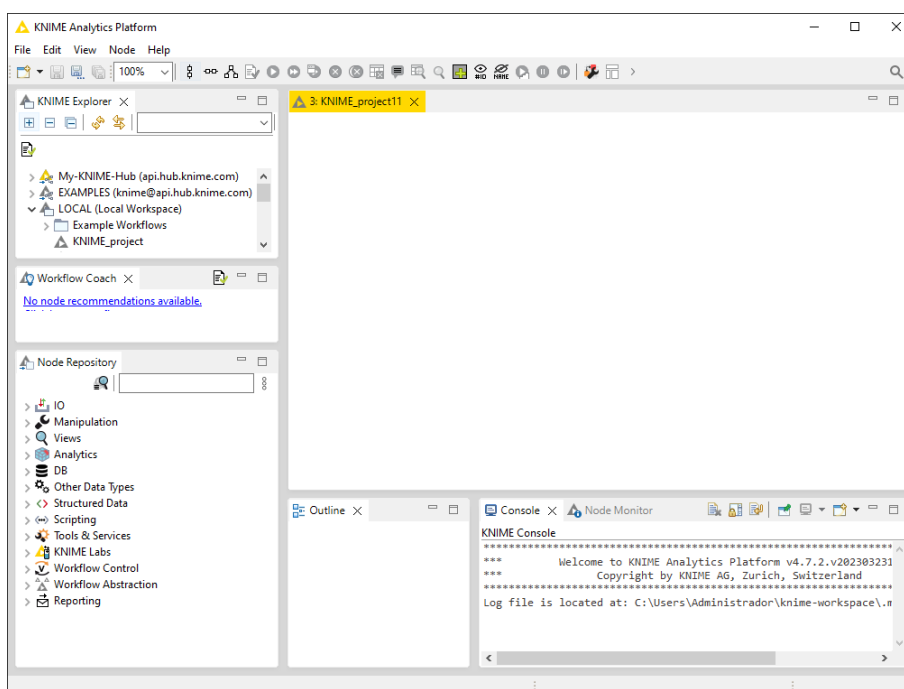 KNIME Analytics Platform
File Edit View Node Help
100%
KNIME Explorer
3: KNIME_project11
My-KNIME-Hub (api.hub.knime.com)
EXAMPLES (knime@api.hub.knime.com)
LOCAL (Local Workspace)
Example Workflows
KNIME_project
Workflow Coach
No node recommendations available.
Node Repository
IO
Manipulation
Views
Analytics
DB
Other Data Types
Structured Data
Scripting
Tools & Services
KNIME Labs
Workflow Control
Workflow Abstraction
Reporting
Outline
Console Node Monitor
KNIME Console
*** Welcome to KNIME Analytics Platform v4.7.2.v202303231
*** Copyright by KNIME AG, Zurich, Switzerland
Log file is located at: C:\Users\Administrador\knime-workspace\.m